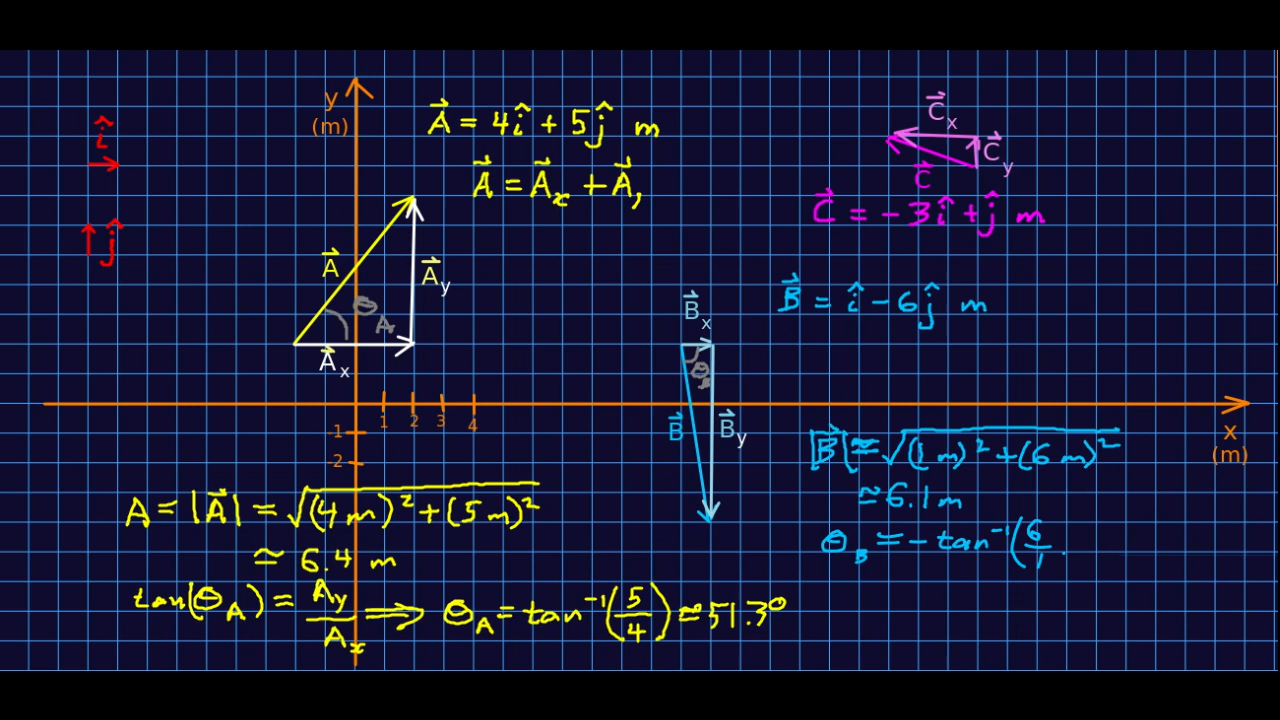 y
(m)
î
ĵ
A⃗ = 4î + 5ĵ m
A⃗ = A⃗x + A⃗,
C⃗x
C⃗y
C⃗
C⃗ = -3î + ĵ m
A⃗
A⃗y
θA
A⃗x
B⃗ = î - 6ĵ m
B⃗x
θB
B⃗
B⃗y
1 2 3 4
-1
-2
x
(m)
|B⃗| ≈ √(1 m)² + (6 m)²
≈ 6.1 m
θB = - tan⁻¹(6/1
A = |A⃗| = √(4 m)² + (5 m)²
≈ 6.4 m
tan(θA) = Ay/Ax ⟹ θA = tan⁻¹(5/4) ≈ 51.3°